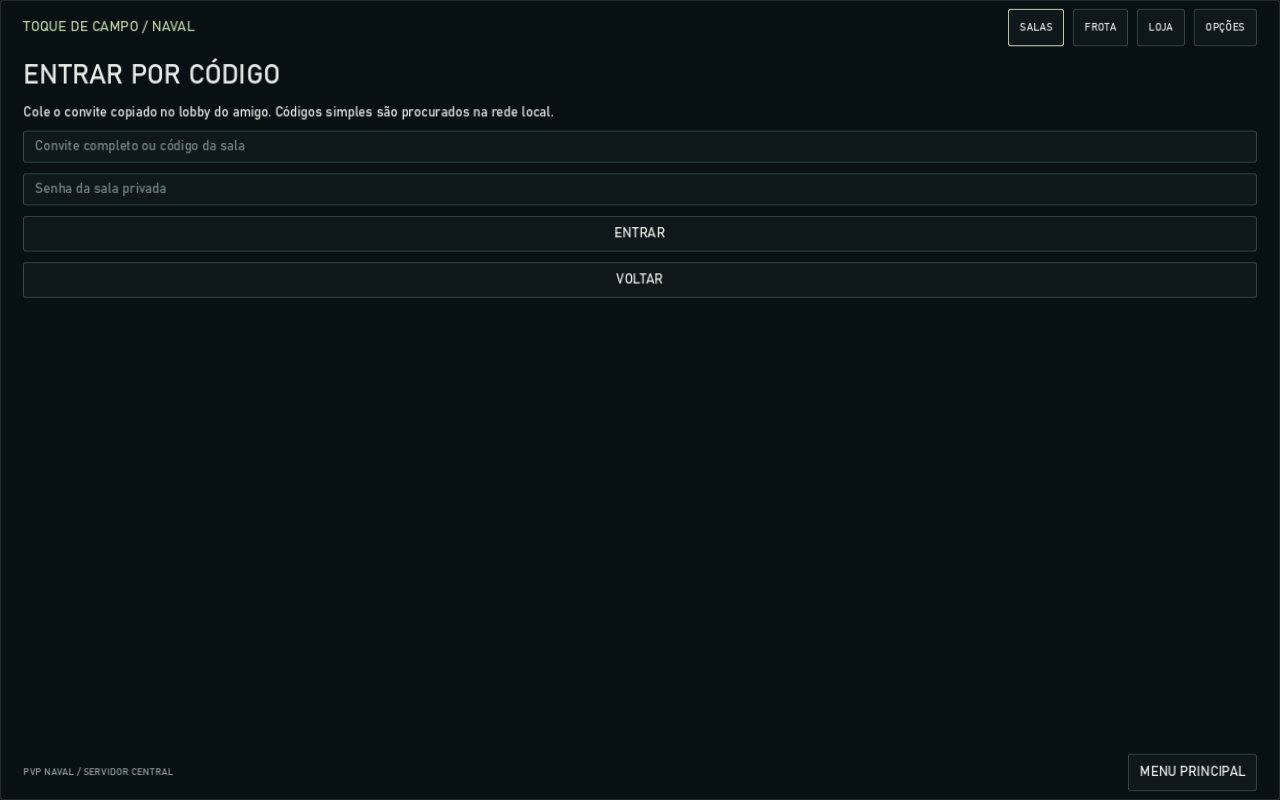 TOQUE DE CAMPO / NAVAL
SALAS
FROTA
LOJA
OPÇÕES
ENTRAR POR CÓDIGO
Cole o convite copiado no lobby do amigo. Códigos simples são procurados na rede local.
Convite completo ou código da sala
Senha da sala privada
ENTRAR
VOLTAR
PVP NAVAL / SERVIDOR CENTRAL
MENU PRINCIPAL